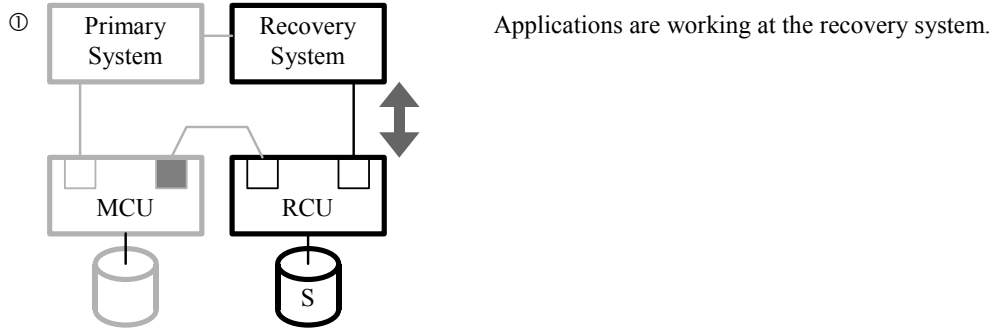 ①
Primary
System
Recovery
System
Applications are working at the recovery system.
MCU
RCU
S